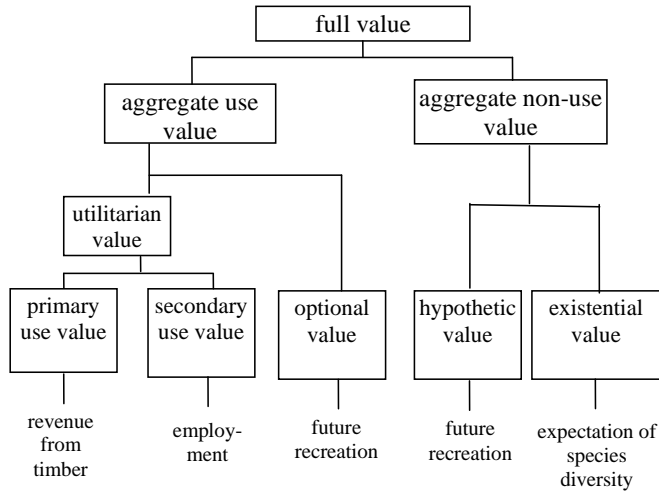 full value
aggregate use
value
aggregate non-use
value
utilitarian
value
primary
use value
secondary
use value
optional
value
hypothetic
value
existential
value
revenue
from
timber
employ-
ment
future
recreation
future
recreation
expectation of
species
diversity